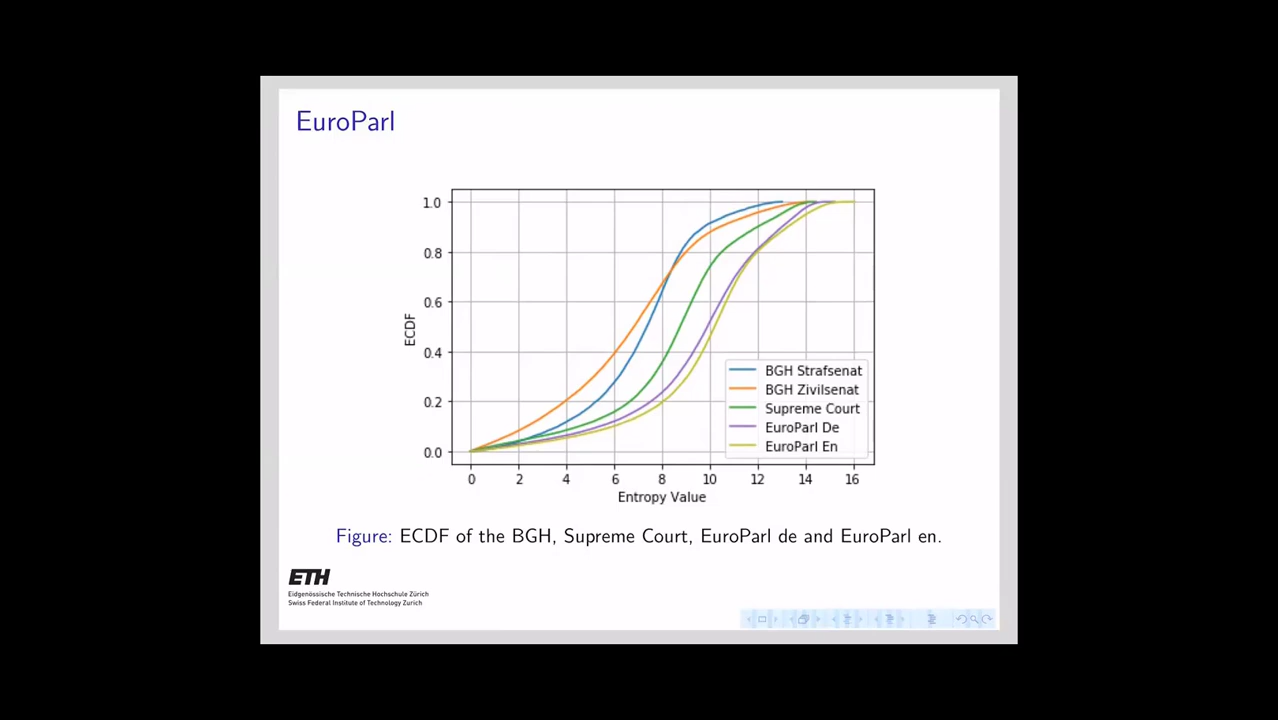 EuroParl
1.0
0.8
0.6
0.4
0.2
0.0
ECDF
BGH Strafsenat
BGH Zivilsenat
Supreme Court
EuroParl De
EuroParl En
0 2 4 6 8 10 12 14 16
Entropy Value
Figure: ECDF of the BGH, Supreme Court, EuroParl de and EuroParl en.
ETH
Eidgenössische Technische Hochschule Zürich
Swiss Federal Institute of Technology Zurich